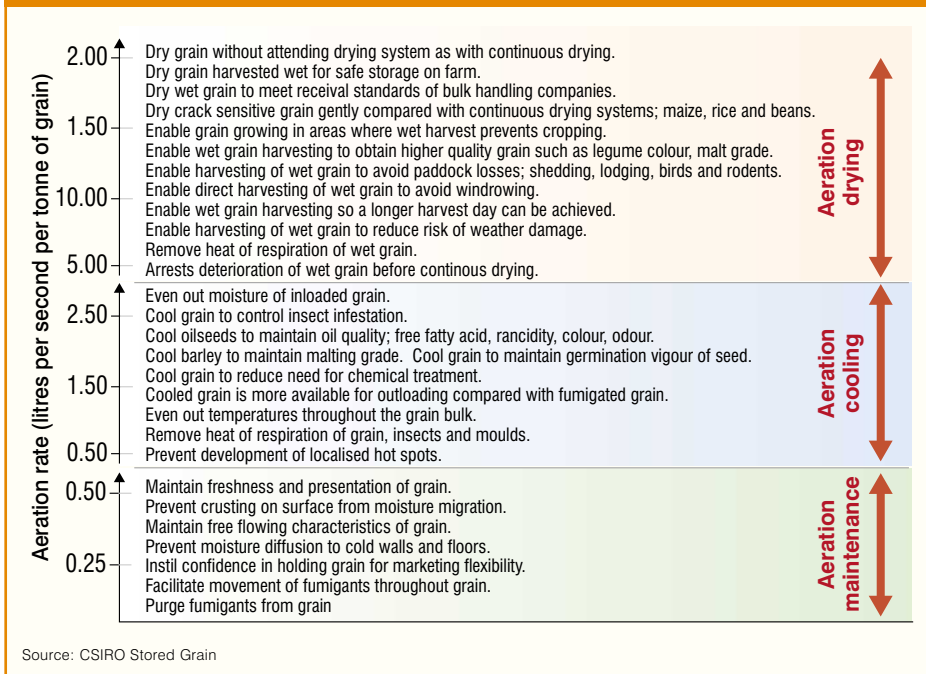 Aeration rate (litres per second per tonne of grain)
2.00
Dry grain without attending drying system as with continuous drying.
Dry grain harvested wet for safe storage on farm.
Dry wet grain to meet receival standards of bulk handling companies.
Dry crack sensitive grain gently compared with continuous drying systems; maize, rice and beans.
1.50
Enable grain growing in areas where wet harvest prevents cropping.
Enable wet grain harvesting to obtain higher quality grain such as legume colour, malt grade.
Enable harvesting of wet grain to avoid paddock losses; shedding, lodging, birds and rodents.
10.00
Enable direct harvesting of wet grain to avoid windrowing.
Enable wet grain harvesting so a longer harvest day can be achieved.
Enable harvesting of wet grain to reduce risk of weather damage.
Remove heat of respiration of wet grain.
5.00
Arrests deterioration of wet grain before continous drying.
Aeration
drying
Even out moisture of inloaded grain.
2.50
Cool grain to control insect infestation.
Cool oilseeds to maintain oil quality; free fatty acid, rancidity, colour, odour.
Cool barley to maintain malting grade. Cool grain to maintain germination vigour of seed.
1.50
Cool grain to reduce need for chemical treatment.
Cooled grain is more available for outloading compared with fumigated grain.
Even out temperatures throughout the grain bulk.
Remove heat of respiration of grain, insects and moulds.
0.50
Prevent development of localised hot spots.
Aeration
cooling
0.50
Maintain freshness and presentation of grain.
Prevent crusting on surface from moisture migration.
Maintain free flowing characteristics of grain.
Prevent moisture diffusion to cold walls and floors.
0.25
Instil confidence in holding grain for marketing flexibility.
Facilitate movement of fumigants throughout grain.
Purge fumigants from grain
Aeration
maintenance
Source: CSIRO Stored Grain